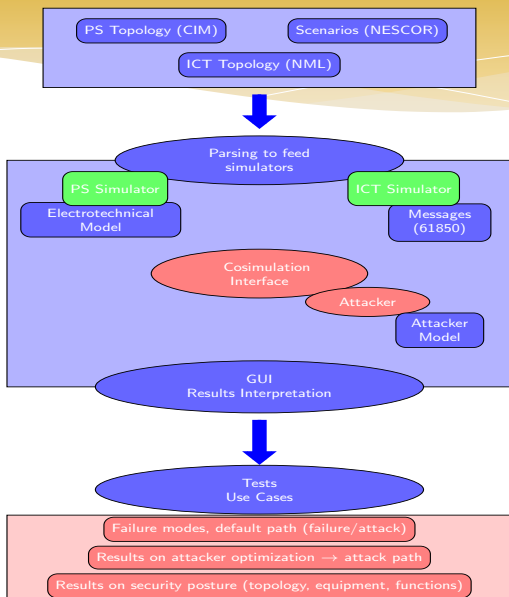 PS Topology (CIM)
Scenarios (NESCOR)
ICT Topology (NML)
Parsing to feed
simulators
PS Simulator
ICT Simulator
Electrotechnical
Model
Messages
(61850)
Cosimulation
Interface
Attacker
Attacker
Model
GUI
Results Interpretation
Tests
Use Cases
Failure modes, default path (failure/attack)
Results on attacker optimization → attack path
Results on security posture (topology, equipment, functions)